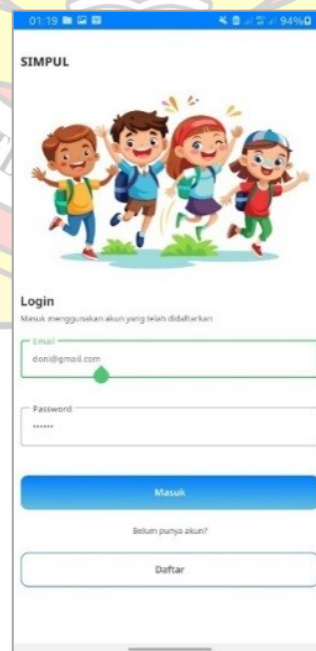 01:19 94%
SIMPUL
Login
Masuk menggunakan akun yang telah didaftarkan
Email
doni@gmail.com
Password
••••••
Masuk
Belum punya akun?
Daftar